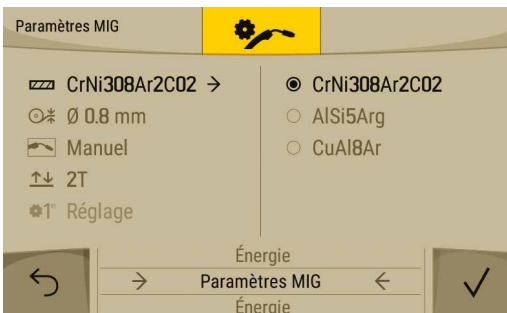 Paramètres MIG
CrNi308Ar2CO2 →
Ø 0.8 mm
Manuel
2T
1" Réglage
CrNi308Ar2CO2
AlSi5Arg
CuAl8Ar
Énergie
→ Paramètres MIG ←
Énergie